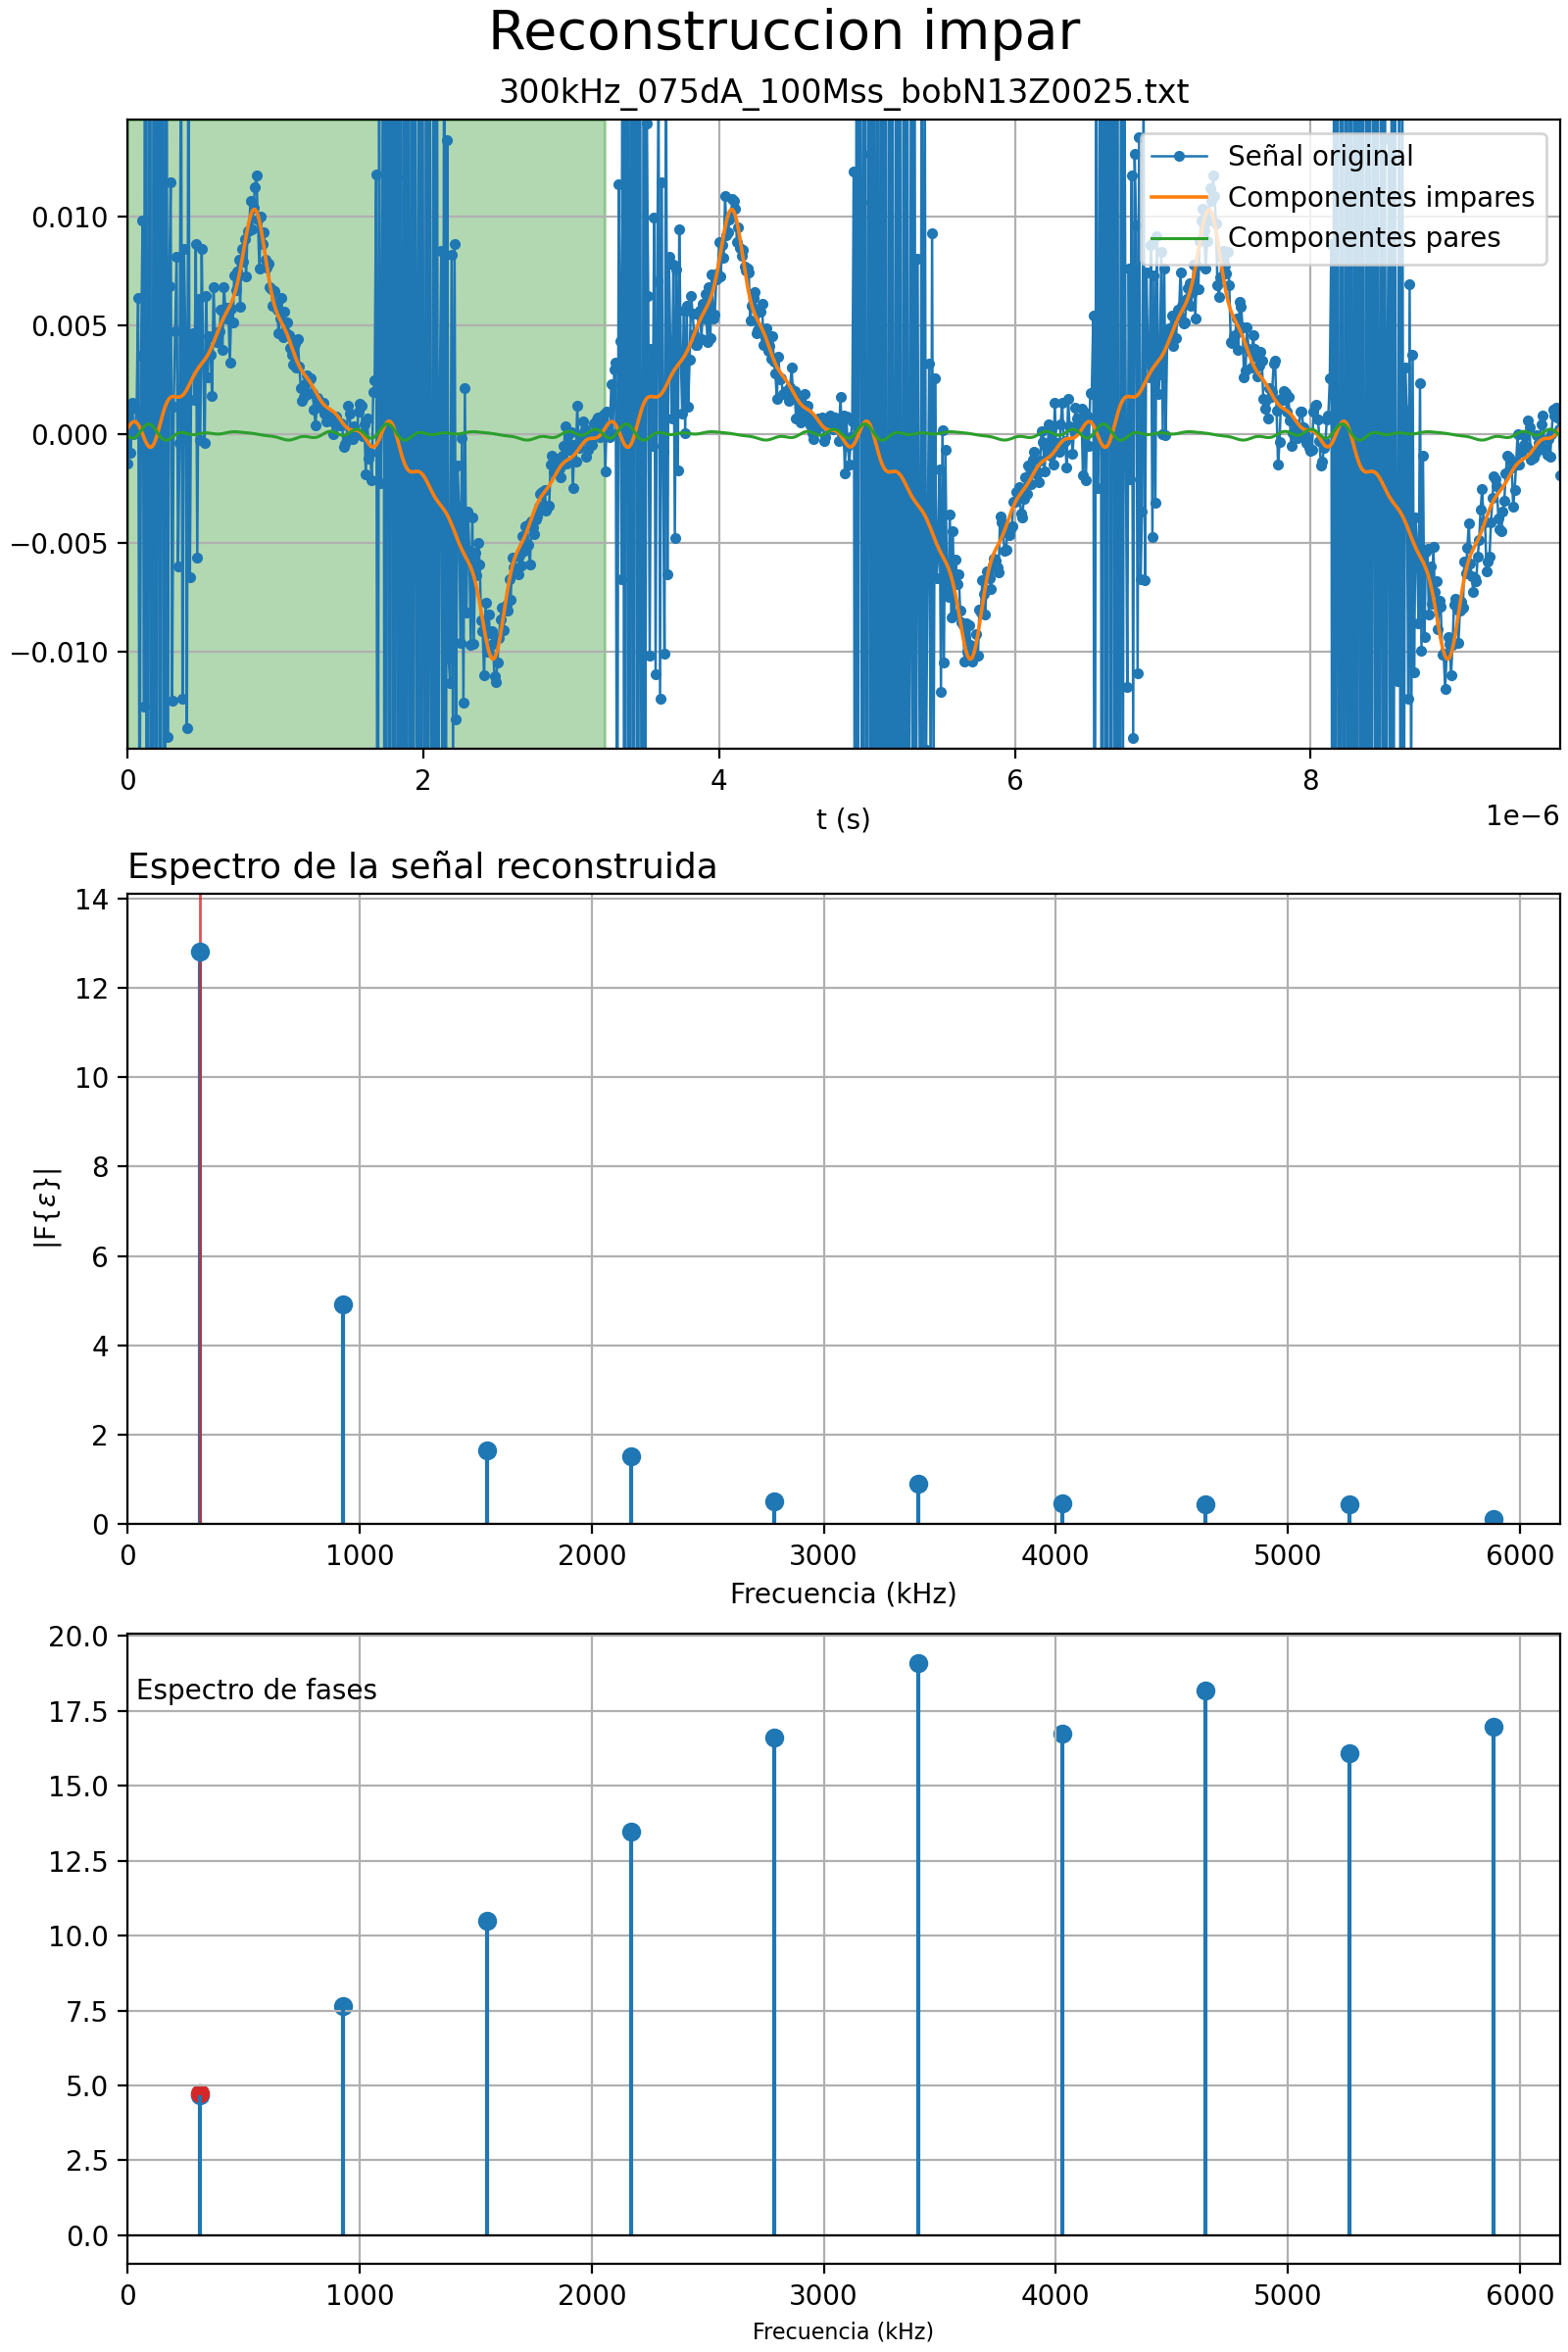 Reconstruccion impar
300kHz_075dA_100Mss_bobN13Z0025.txt
Señal original
Componentes impares
Componentes pares
0.010
0.005
0.000
−0.005
−0.010
0 2 4 6 8
t (s)
1e−6
Espectro de la señal reconstruida
14
12
10
8
6
4
2
0
|F{ε}|
0 1000 2000 3000 4000 5000 6000
Frecuencia (kHz)
20.0
Espectro de fases
17.5
15.0
12.5
10.0
7.5
5.0
2.5
0.0
0 1000 2000 3000 4000 5000 6000
Frecuencia (kHz)